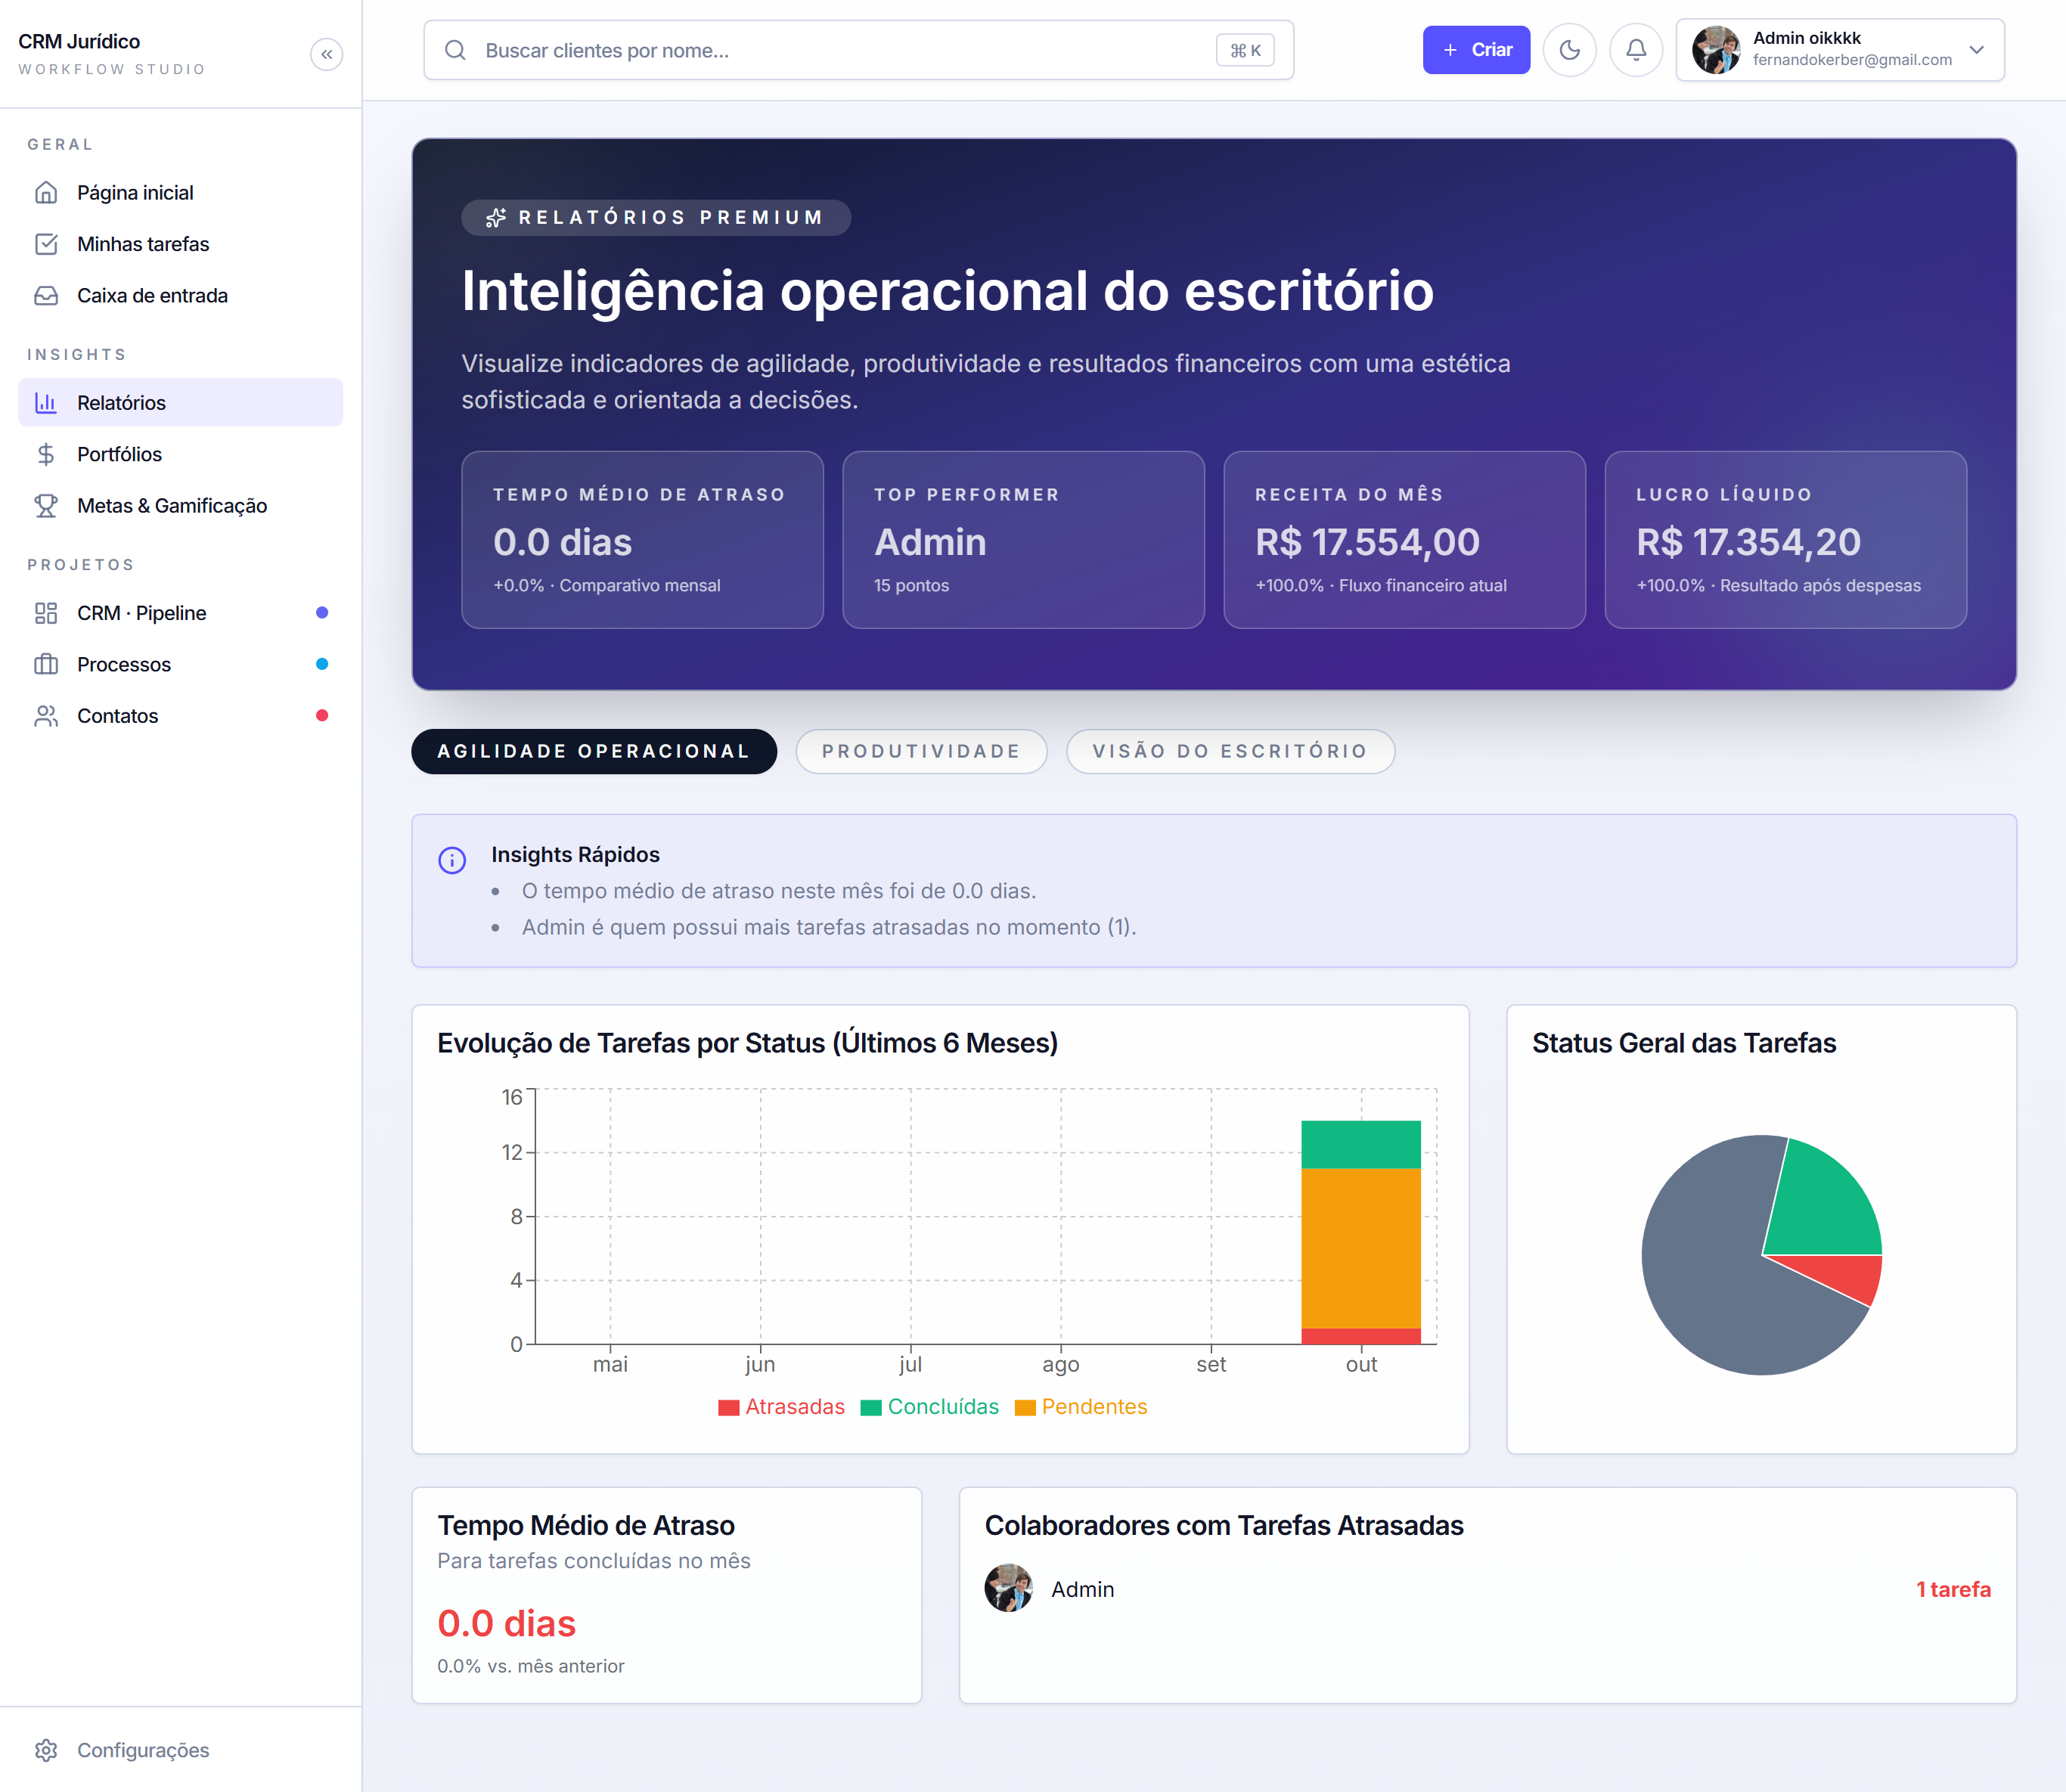 CRM Jurídico
WORKFLOW STUDIO
GERAL
Página inicial
Minhas tarefas
Caixa de entrada
INSIGHTS
Relatórios
Portfólios
Metas & Gamificação
PROJETOS
CRM · Pipeline
Processos
Contatos
Configurações
Buscar clientes por nome...
⌘ K
+ Criar
Admin oikkkk
fernandokerber@gmail.com
RELATÓRIOS PREMIUM
Inteligência operacional do escritório
Visualize indicadores de agilidade, produtividade e resultados financeiros com uma estética
sofisticada e orientada a decisões.
TEMPO MÉDIO DE ATRASO
0.0 dias
+0.0% · Comparativo mensal
TOP PERFORMER
Admin
15 pontos
RECEITA DO MÊS
R$ 17.554,00
+100.0% · Fluxo financeiro atual
LUCRO LÍQUIDO
R$ 17.354,20
+100.0% · Resultado após despesas
AGILIDADE OPERACIONAL
PRODUTIVIDADE
VISÃO DO ESCRITÓRIO
Insights Rápidos
• O tempo médio de atraso neste mês foi de 0.0 dias.
• Admin é quem possui mais tarefas atrasadas no momento (1).
Evolução de Tarefas por Status (Últimos 6 Meses)
16
12
8
4
0
mai jun jul ago set out
Atrasadas Concluídas Pendentes
Status Geral das Tarefas
Tempo Médio de Atraso
Para tarefas concluídas no mês
0.0 dias
0.0% vs. mês anterior
Colaboradores com Tarefas Atrasadas
Admin
1 tarefa